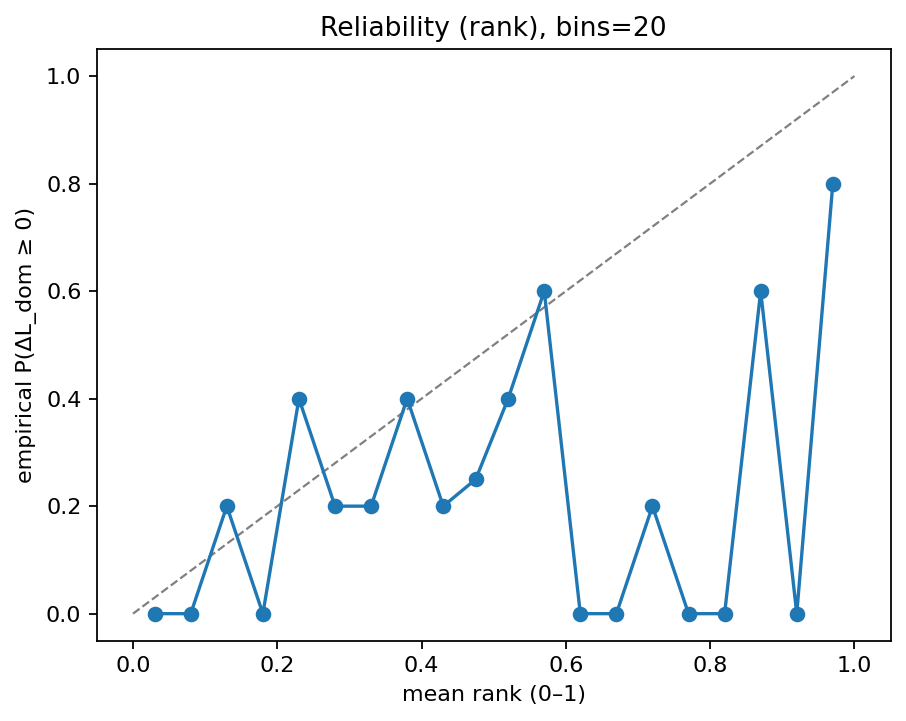 Reliability (rank), bins=20
empirical P(ΔL_dom ≥ 0)
1.0
0.8
0.6
0.4
0.2
0.0
0.0 0.2 0.4 0.6 0.8 1.0
mean rank (0–1)